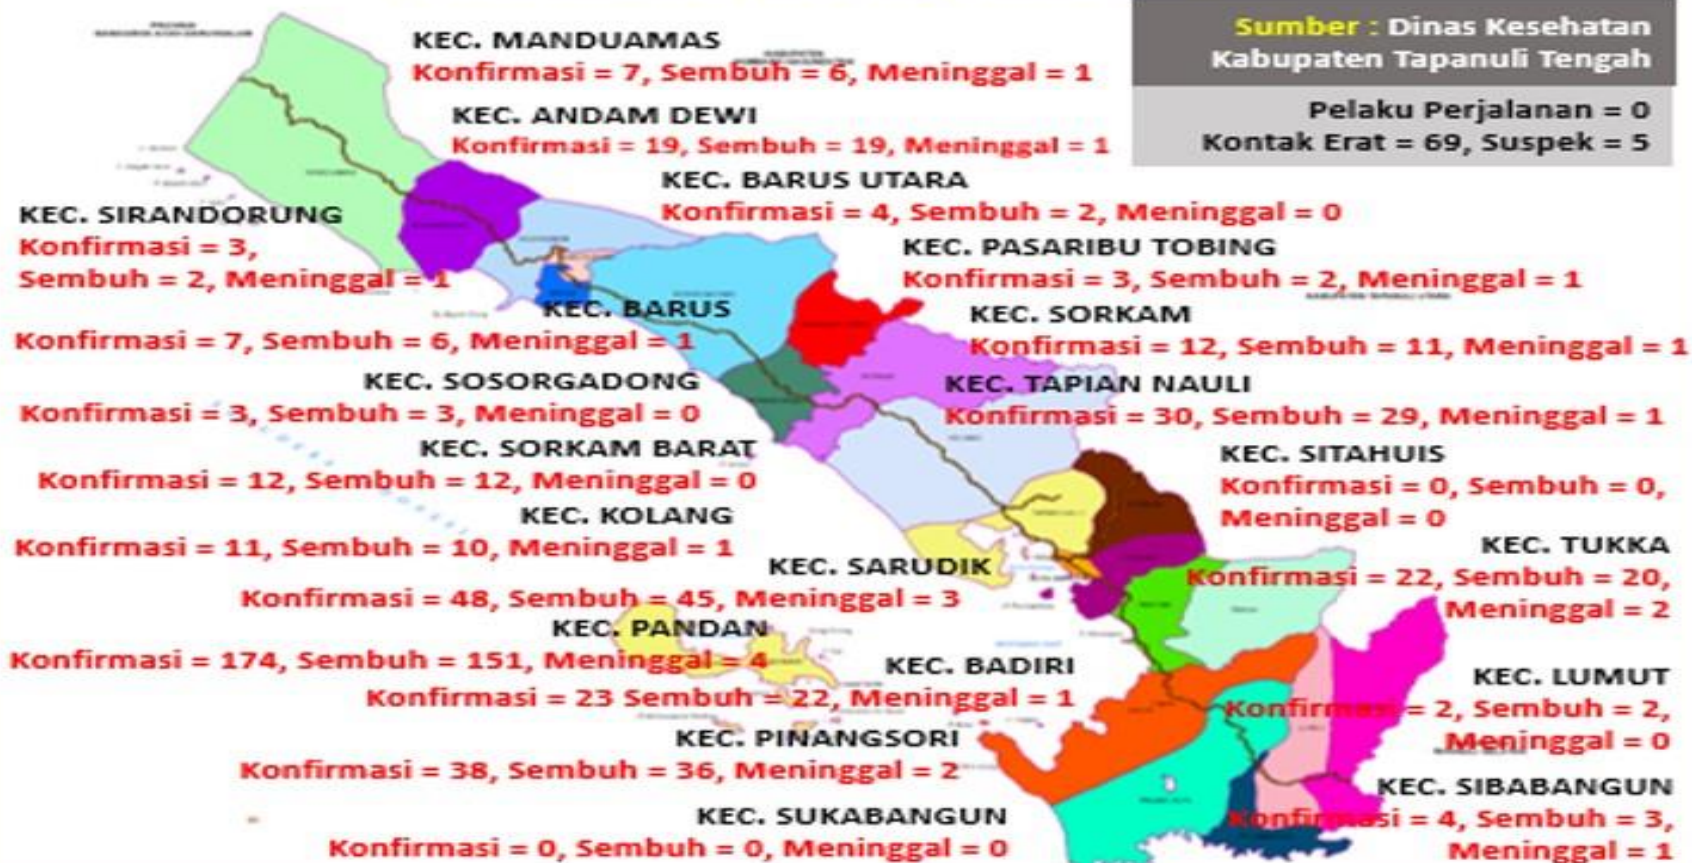 Sumber : Dinas Kesehatan
Kabupaten Tapanuli Tengah
Pelaku Perjalanan = 0
Kontak Erat = 69, Suspek = 5
KEC. MANDUAMAS
Konfirmasi = 7, Sembuh = 6, Meninggal = 1
KEC. ANDAM DEWI
Konfirmasi = 19, Sembuh = 19, Meninggal = 1
KEC. BARUS UTARA
Konfirmasi = 4, Sembuh = 2, Meninggal = 0
KEC. SIRANDORUNG
Konfirmasi = 3,
Sembuh = 2, Meninggal = 1
KEC. PASARIBU TOBING
Konfirmasi = 3, Sembuh = 2, Meninggal = 1
KEC. BARUS
Konfirmasi = 7, Sembuh = 6, Meninggal = 1
KEC. SORKAM
Konfirmasi = 12, Sembuh = 11, Meninggal = 1
KEC. SOSORGADONG
Konfirmasi = 3, Sembuh = 3, Meninggal = 0
KEC. TAPIAN NAULI
Konfirmasi = 30, Sembuh = 29, Meninggal = 1
KEC. SORKAM BARAT
Konfirmasi = 12, Sembuh = 12, Meninggal = 0
KEC. SITAHUIS
Konfirmasi = 0, Sembuh = 0,
Meninggal = 0
KEC. KOLANG
Konfirmasi = 11, Sembuh = 10, Meninggal = 1
KEC. TUKKA
Konfirmasi = 22, Sembuh = 20,
Meninggal = 2
KEC. SARUDIK
Konfirmasi = 48, Sembuh = 45, Meninggal = 3
KEC. PANDAN
Konfirmasi = 174, Sembuh = 151, Meninggal = 4
KEC. BADIRI
Konfirmasi = 23 Sembuh = 22, Meninggal = 1
KEC. LUMUT
Konfirmasi = 2, Sembuh = 2,
Meninggal = 0
KEC. PINANGSORI
Konfirmasi = 38, Sembuh = 36, Meninggal = 2
KEC. SIBABANGUN
Konfirmasi = 4, Sembuh = 3,
Meninggal = 1
KEC. SUKABANGUN
Konfirmasi = 0, Sembuh = 0, Meninggal = 0